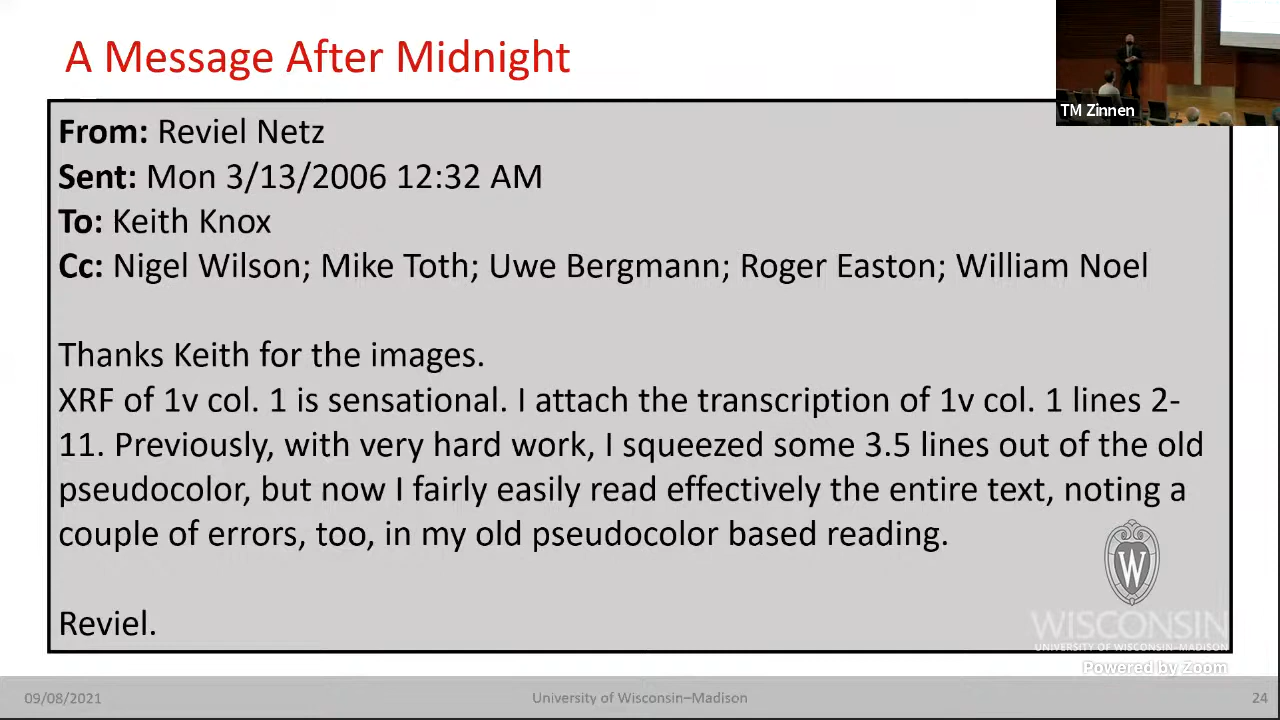 A Message After Midnight
TM Zinnen
From: Reviel Netz
Sent: Mon 3/13/2006 12:32 AM
To: Keith Knox
Cc: Nigel Wilson; Mike Toth; Uwe Bergmann; Roger Easton; William Noel
Thanks Keith for the images.
XRF of 1v col. 1 is sensational. I attach the transcription of 1v col. 1 lines 2-
11. Previously, with very hard work, I squeezed some 3.5 lines out of the old
pseudocolor, but now I fairly easily read effectively the entire text, noting a
couple of errors, too, in my old pseudocolor based reading.
Reviel.
W
WISCONSIN
UNIVERSITY OF WISCONSIN–MADISON
Powered by Zoom
09/08/2021
University of Wisconsin–Madison
24